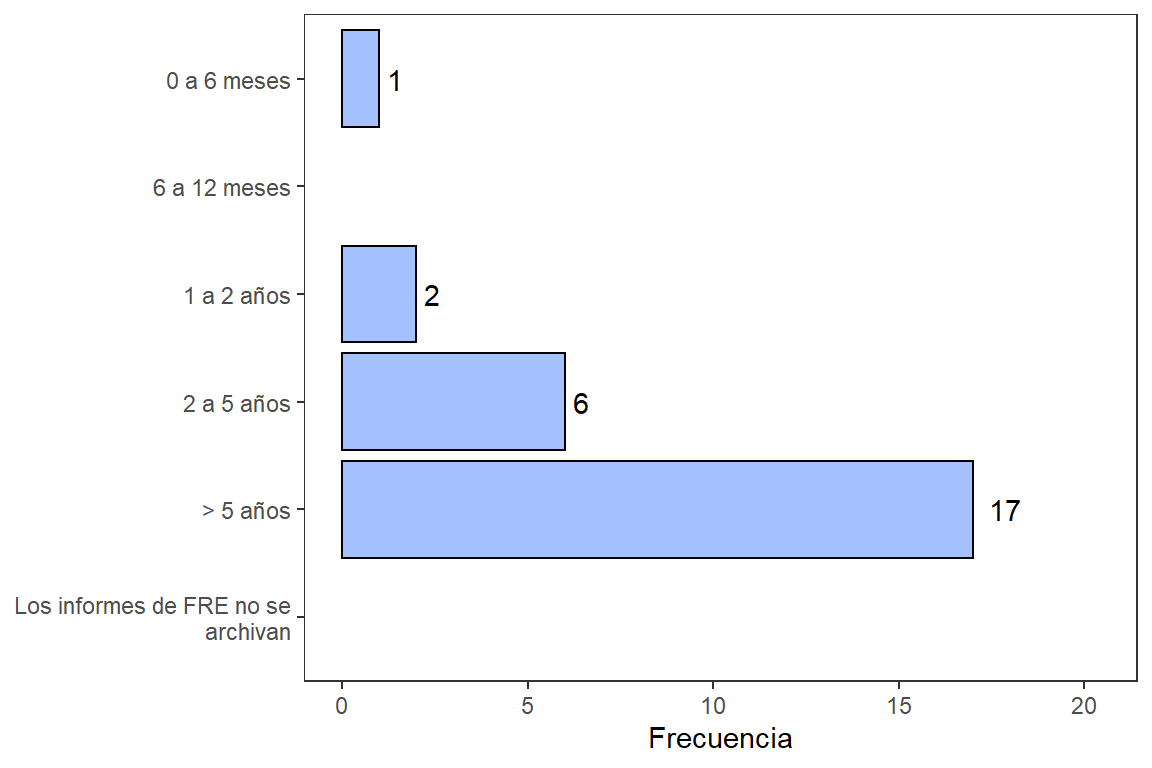 0 a 6 meses
1
6 a 12 meses
1 a 2 años
2
2 a 5 años
6
> 5 años
17
Los informes de FRE no se
archivan
0 5 10 15 20
Frecuencia